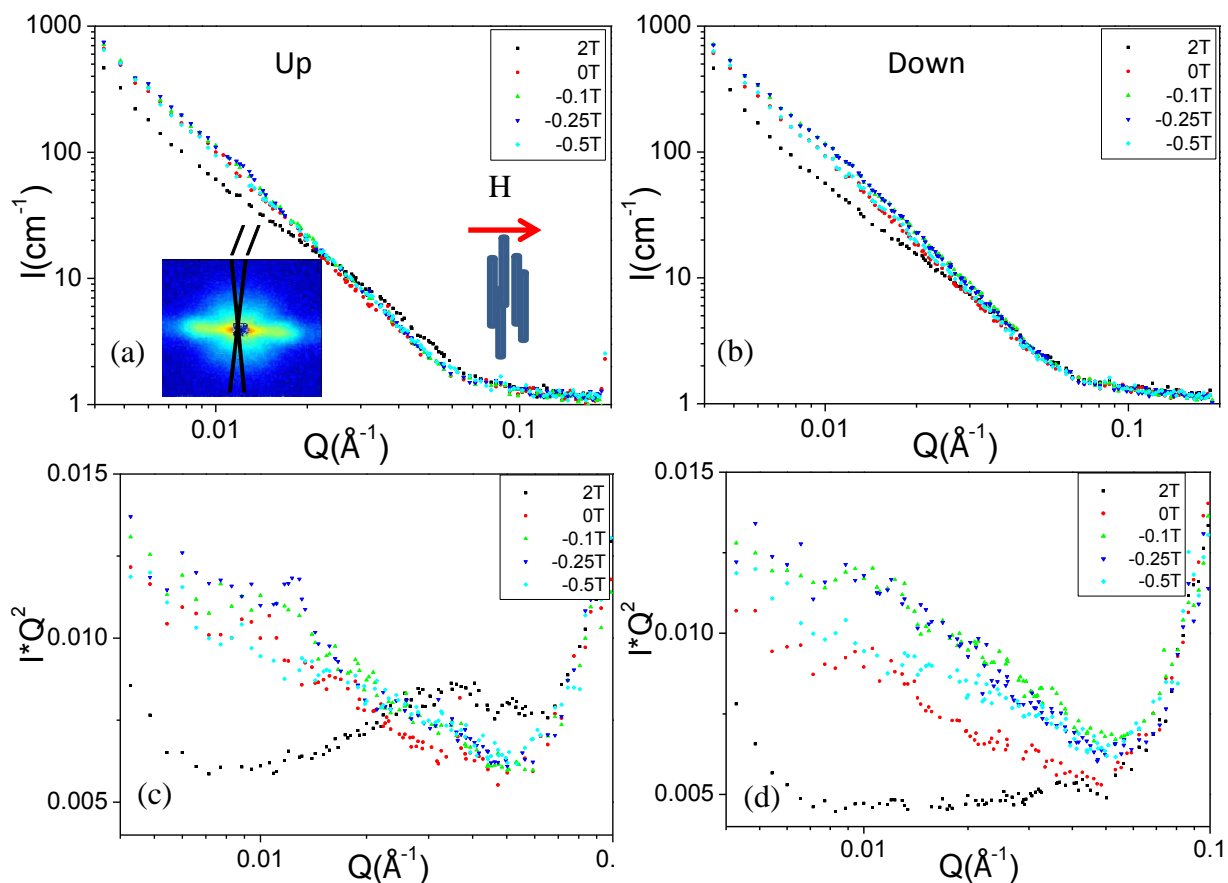 1000
100
10
1
I(cm⁻¹)
Up
2T
0T
-0.1T
-0.25T
-0.5T
H
(a)
0.01
0.1
Q(Å⁻¹)
1000
100
10
1
I(cm⁻¹)
Down
2T
0T
-0.1T
-0.25T
-0.5T
(b)
0.01
0.1
Q(Å⁻¹)
0.015
0.010
0.005
I*Q²
2T
0T
-0.1T
-0.25T
-0.5T
(c)
0.01
0.
Q(Å⁻¹)
0.015
0.010
0.005
I*Q²
2T
0T
-0.1T
-0.25T
-0.5T
(d)
0.01
0.1
Q(Å⁻¹)